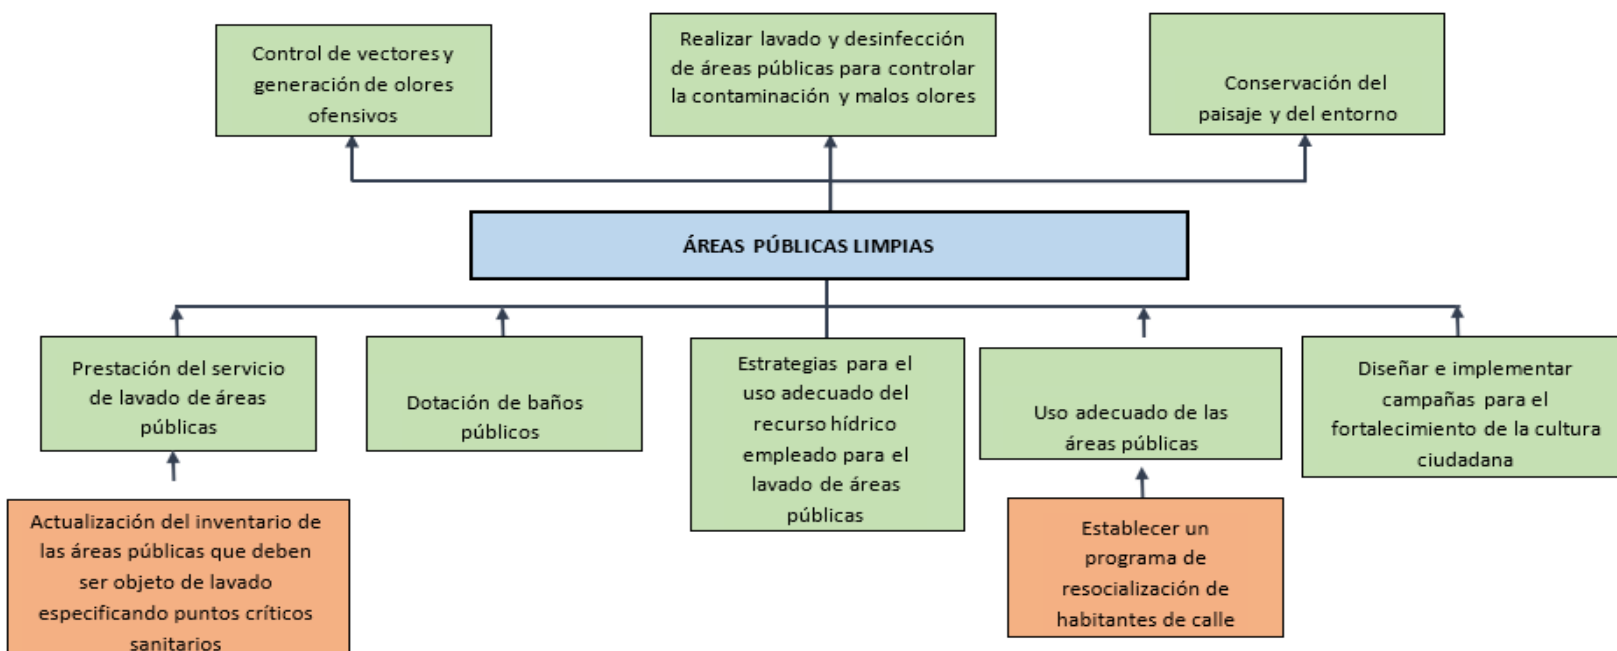 Control de vectores y
generación de olores
ofensivos
Realizar lavado y desinfección
de áreas públicas para controlar
la contaminación y malos olores
Conservación del
paisaje y del entorno
ÁREAS PÚBLICAS LIMPIAS
Prestación del servicio
de lavado de áreas
públicas
Dotación de baños
públicos
Estrategias para el
uso adecuado del
recurso hídrico
empleado para el
lavado de áreas
públicas
Uso adecuado de las
áreas públicas
Diseñar e implementar
campañas para el
fortalecimiento de la cultura
ciudadana
Actualización del inventario de
las áreas públicas que deben
ser objeto de lavado
especificando puntos críticos
sanitarios
Establecer un
programa de
resocialización de
habitantes de calle